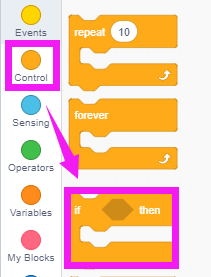 Events
Control
Sensing
Operators
Variables
My Blocks
repeat 10
forever
if then